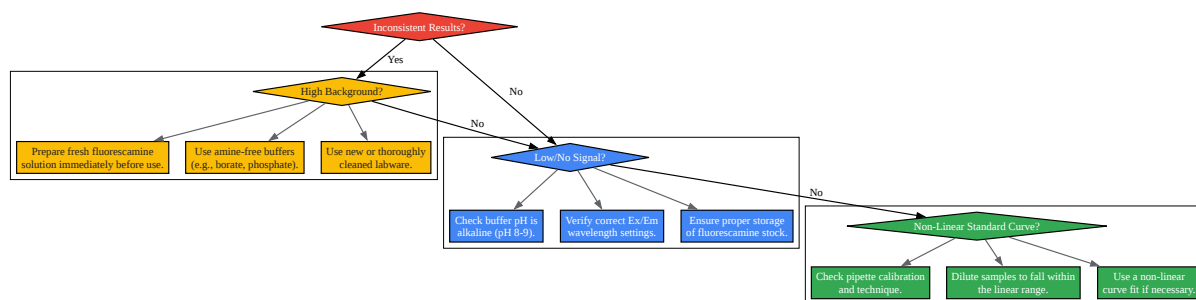 Inconsistent Results?
Yes
No
High Background?
No
Prepare fresh fluorescamine
solution immediately before use.
Use amine-free buffers
(e.g., borate, phosphate).
Use new or thoroughly
cleaned labware.
Low/No Signal?
No
Check buffer pH is
alkaline (pH 8-9).
Verify correct Ex/Em
wavelength settings.
Ensure proper storage
of fluorescamine stock.
Non-Linear Standard Curve?
Check pipette calibration
and technique.
Dilute samples to fall within
the linear range.
Use a non-linear
curve fit if necessary.